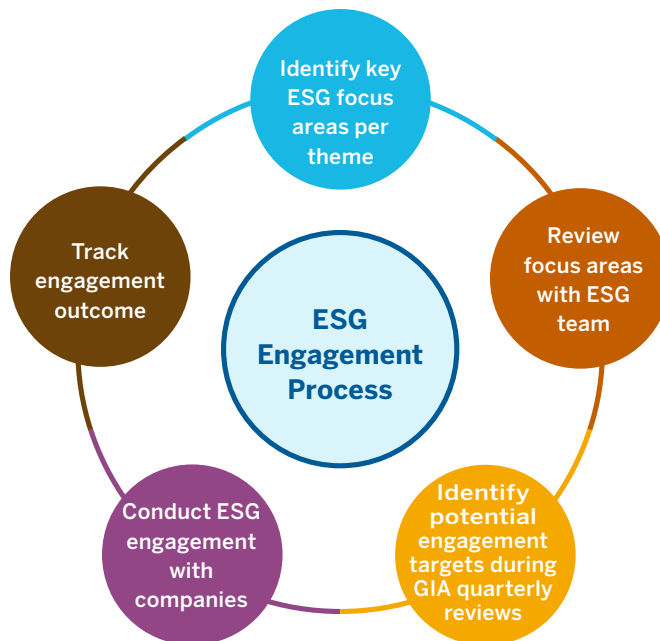 Identify key
ESG focus
areas per
theme
Review
focus areas
with ESG
team
Identify
potential
engagement
targets during
GIA quarterly
reviews
Conduct ESG
engagement
with
companies
Track
engagement
outcome
ESG
Engagement
Process